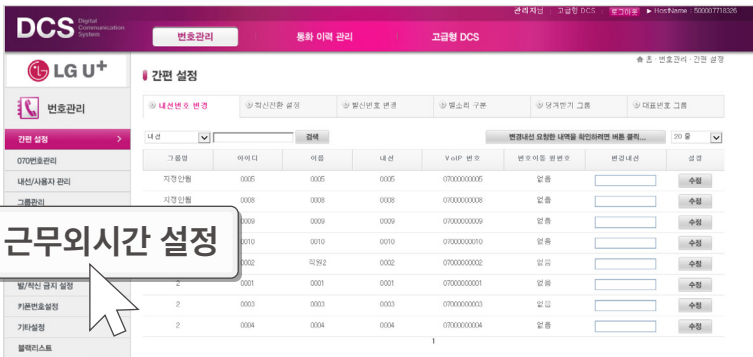 관리자님 | 고급형 DCS | 로그아웃 ▶ HostName : 500007718326
DCS Digital Communication System
번호관리 통화 이력 관리 고급형 DCS
LG U+
홈 · 번호관리 · 간편 설정
간편 설정
번호관리
내선번호 변경 착신전환 설정 발신번호 변경 벨소리 구분 당겨받기 그룹 대표번호 그룹
간편 설정 >
내선 검색 변경내선 요청한 내역을 확인하려면 버튼 클릭... 20 줄
070번호관리
그룹명 아이디 이름 내선 VoIP 번호 번호이동 원번호 변경내선 설정
내선/사용자 관리
지정안됨 0005 0005 0005 07000000005 없음 수정
그룹관리
지정안됨 0008 0008 0008 07000000008 없음 수정
근무외시간 설정
0009 0009 0009 07000000009 없음 수정
0010 0010 0010 07000000010 없음 수정
0002 직원2 0002 07000000002 없음 수정
발/착신 금지 설정
2 0001 0001 0001 07000000001 없음 수정
키폰번호설정
2 0003 0003 0003 07000000003 없음 수정
기타설정
2 0004 0004 0004 07000000004 없음 수정
블랙리스트
1